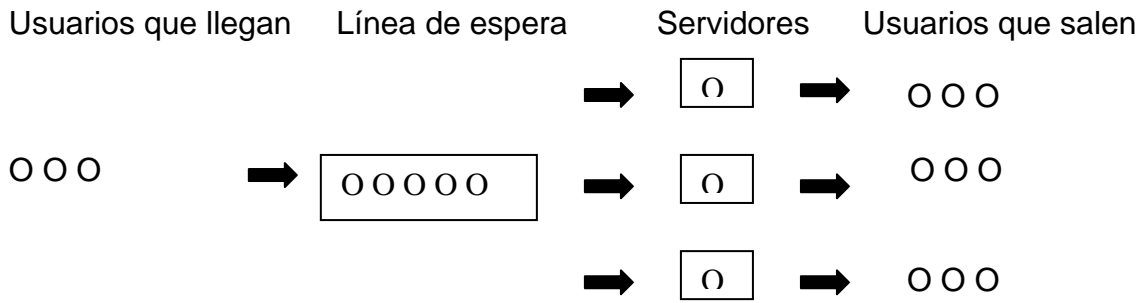 Usuarios que llegan Línea de espera Servidores Usuarios que salen
O O O O
O O O O O O O O O O O O
O O O O